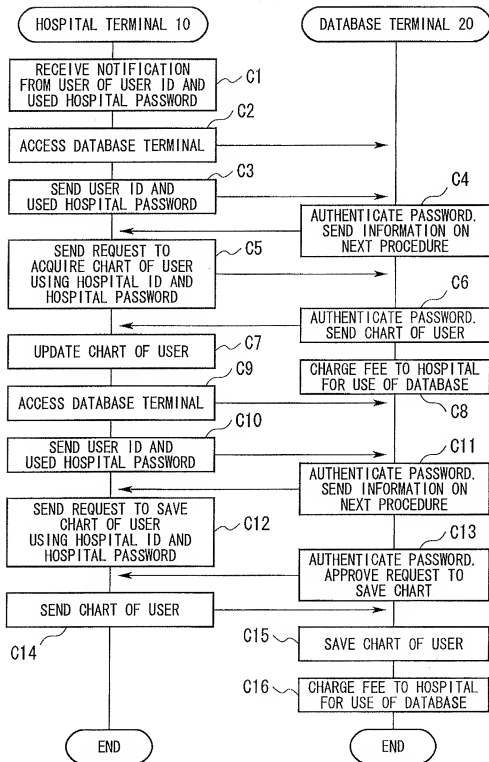 HOSPITAL TERMINAL 10
DATABASE TERMINAL 20
RECEIVE NOTIFICATION
FROM USER OF USER ID AND
USED HOSPITAL PASSWORD
C1
C2
ACCESS DATABASE TERMINAL
C3
SEND USER ID AND
USED HOSPITAL PASSWORD
C4
AUTHENTICATE PASSWORD.
SEND INFORMATION ON
NEXT PROCEDURE
C5
SEND REQUEST TO
ACQUIRE CHART OF USER
USING HOSPITAL ID AND
HOSPITAL PASSWORD
C6
AUTHENTICATE PASSWORD.
SEND CHART OF USER
C7
UPDATE CHART OF USER
CHARGE FEE TO HOSPITAL
FOR USE OF DATABASE
C8
C9
ACCESS DATABASE TERMINAL
C10
SEND USER ID AND
USED HOSPITAL PASSWORD
C11
AUTHENTICATE PASSWORD.
SEND INFORMATION ON
NEXT PROCEDURE
SEND REQUEST TO SAVE
CHART OF USER
USING HOSPITAL ID AND
HOSPITAL PASSWORD
C12
C13
AUTHENTICATE PASSWORD.
APPROVE REQUEST TO
SAVE CHART
SEND CHART OF USER
C14
C15
SAVE CHART OF USER
C16
CHARGE FEE TO HOSPITAL
FOR USE OF DATABASE
END
END